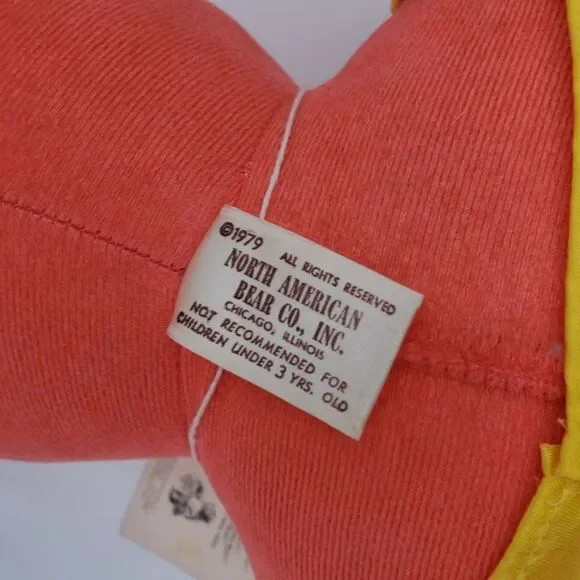 ©1979 ALL RIGHTS RESERVED
NORTH AMERICAN
BEAR CO., INC.
CHICAGO, ILLINOIS
NOT RECOMMENDED FOR
CHILDREN UNDER 3 YRS. OLD